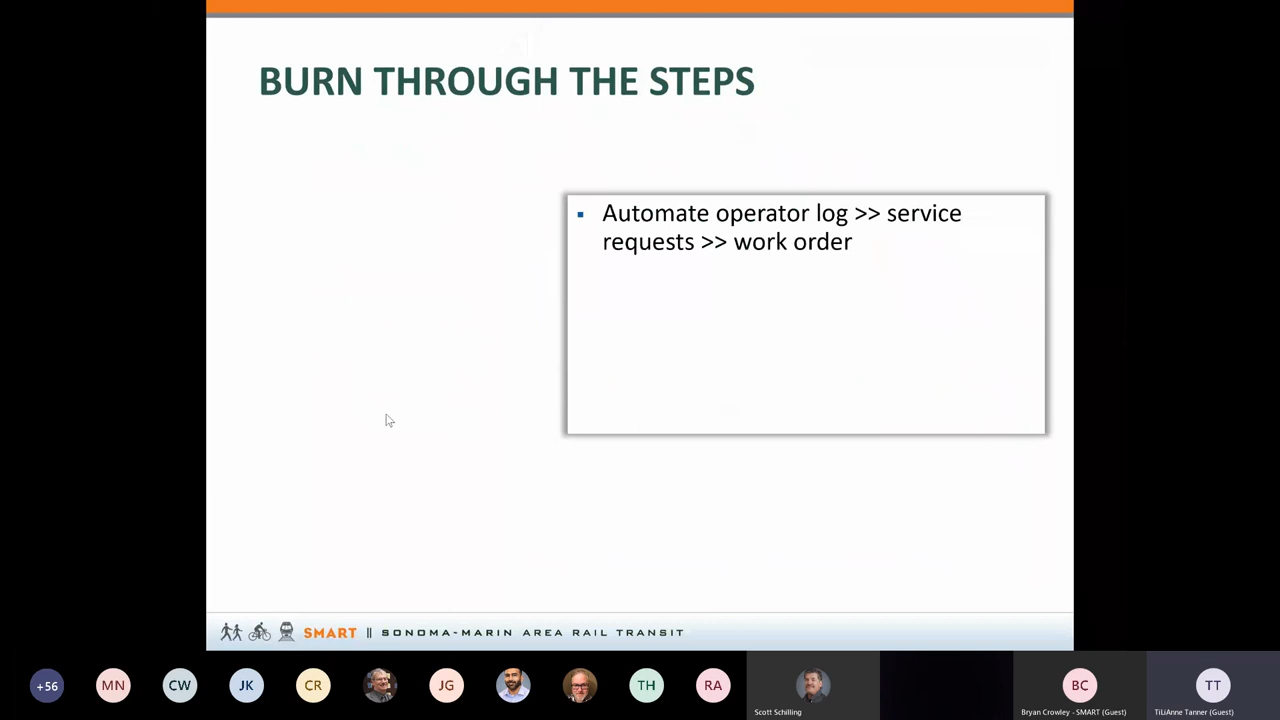 BURN THROUGH THE STEPS
▪ Automate operator log >> service
requests >> work order
SMART || SONOMA-MARIN AREA RAIL TRANSIT
+56
MN
CW
JK
CR
JG
TH
RA
BC
TT
Scott Schilling
Bryan Crowley - SMART (Guest)
TiLiAnne Tanner (Guest)